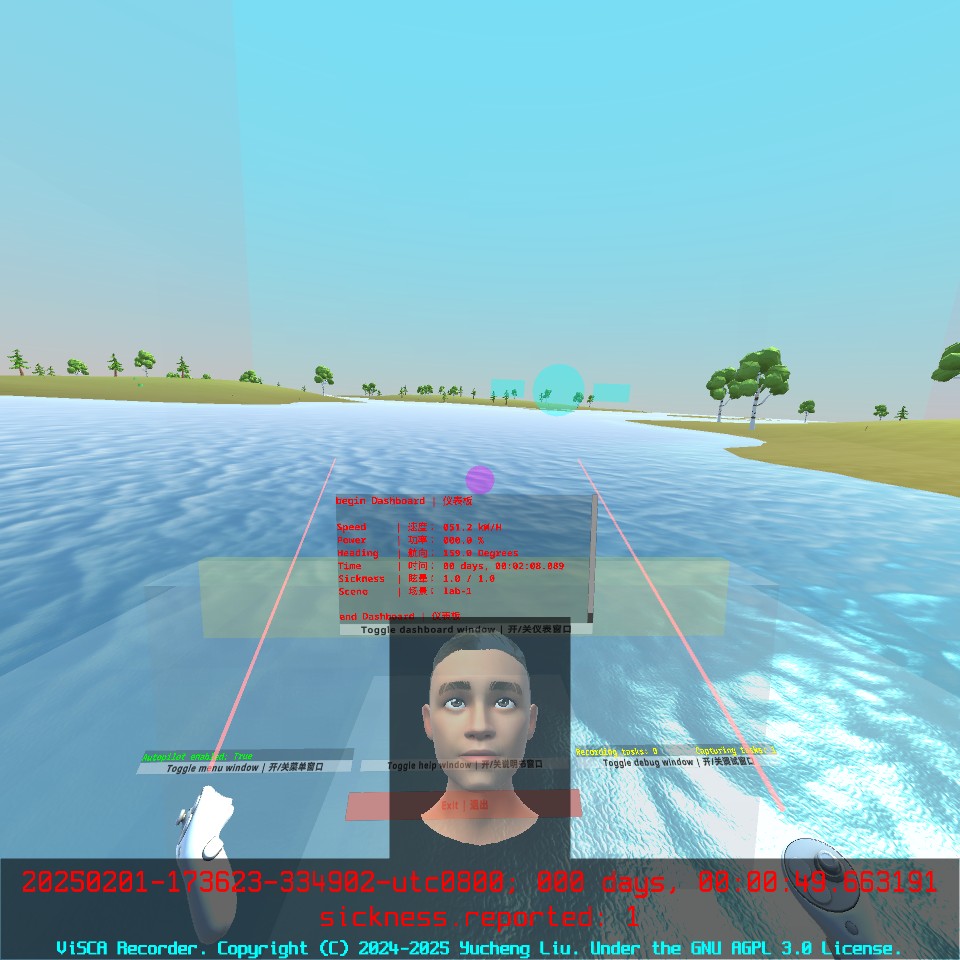 begin Dashboard | 仪表板
Speed | 速度: 051.2 kM/H
Power | 功率: 000.0 %
Heading | 航向: 159.0 Degrees
Time | 时间: 00 days, 00:02:08.089
Sickness | 眩晕: 1.0 / 1.0
Scene | 场景: lab-1
end Dashboard | 仪表板
Toggle dashboard window | 开/关仪表窗口
Autopilot enabled: True
Toggle menu window | 开/关菜单窗口
Toggle help window | 开/关说明书窗口
Recording tasks: 0 Capturing tasks: 1
Toggle debug window | 开/关调试窗口
Exit | 退出
20250201-173623-334902-utc0800; 000 days, 00:00:49.663191
sickness.reported: 1
ViSCA Recorder. Copyright (C) 2024-2025 Yucheng Liu. Under the GNU AGPL 3.0 License.